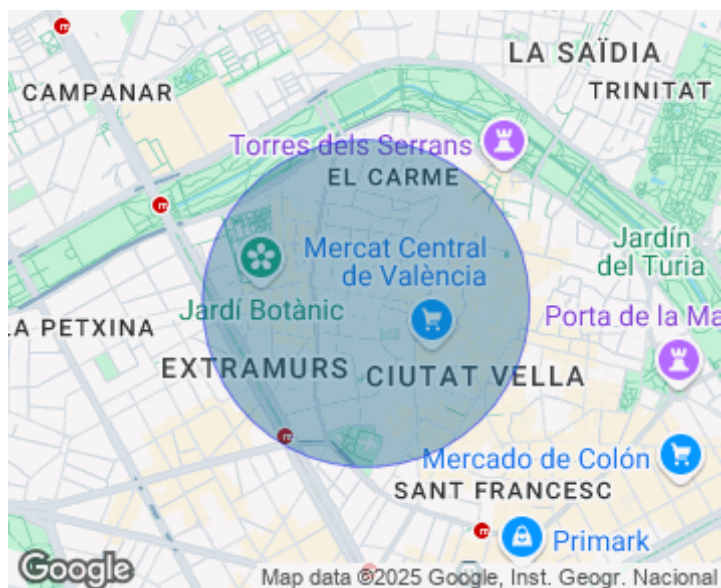 LA SAÏDIA
CAMPANAR
TRINITAT
Torres dels Serrans
EL CARME
Mercat Central
de València
Jardín
del Turia
Jardí Botànic
LA PETXINA
Porta de la Ma
EXTRAMURS
CIUTAT VELLA
Mercado de Colón
SANT FRANCESC
Primark
Google
Map data ©2025 Google, Inst. Geogr. Nacional